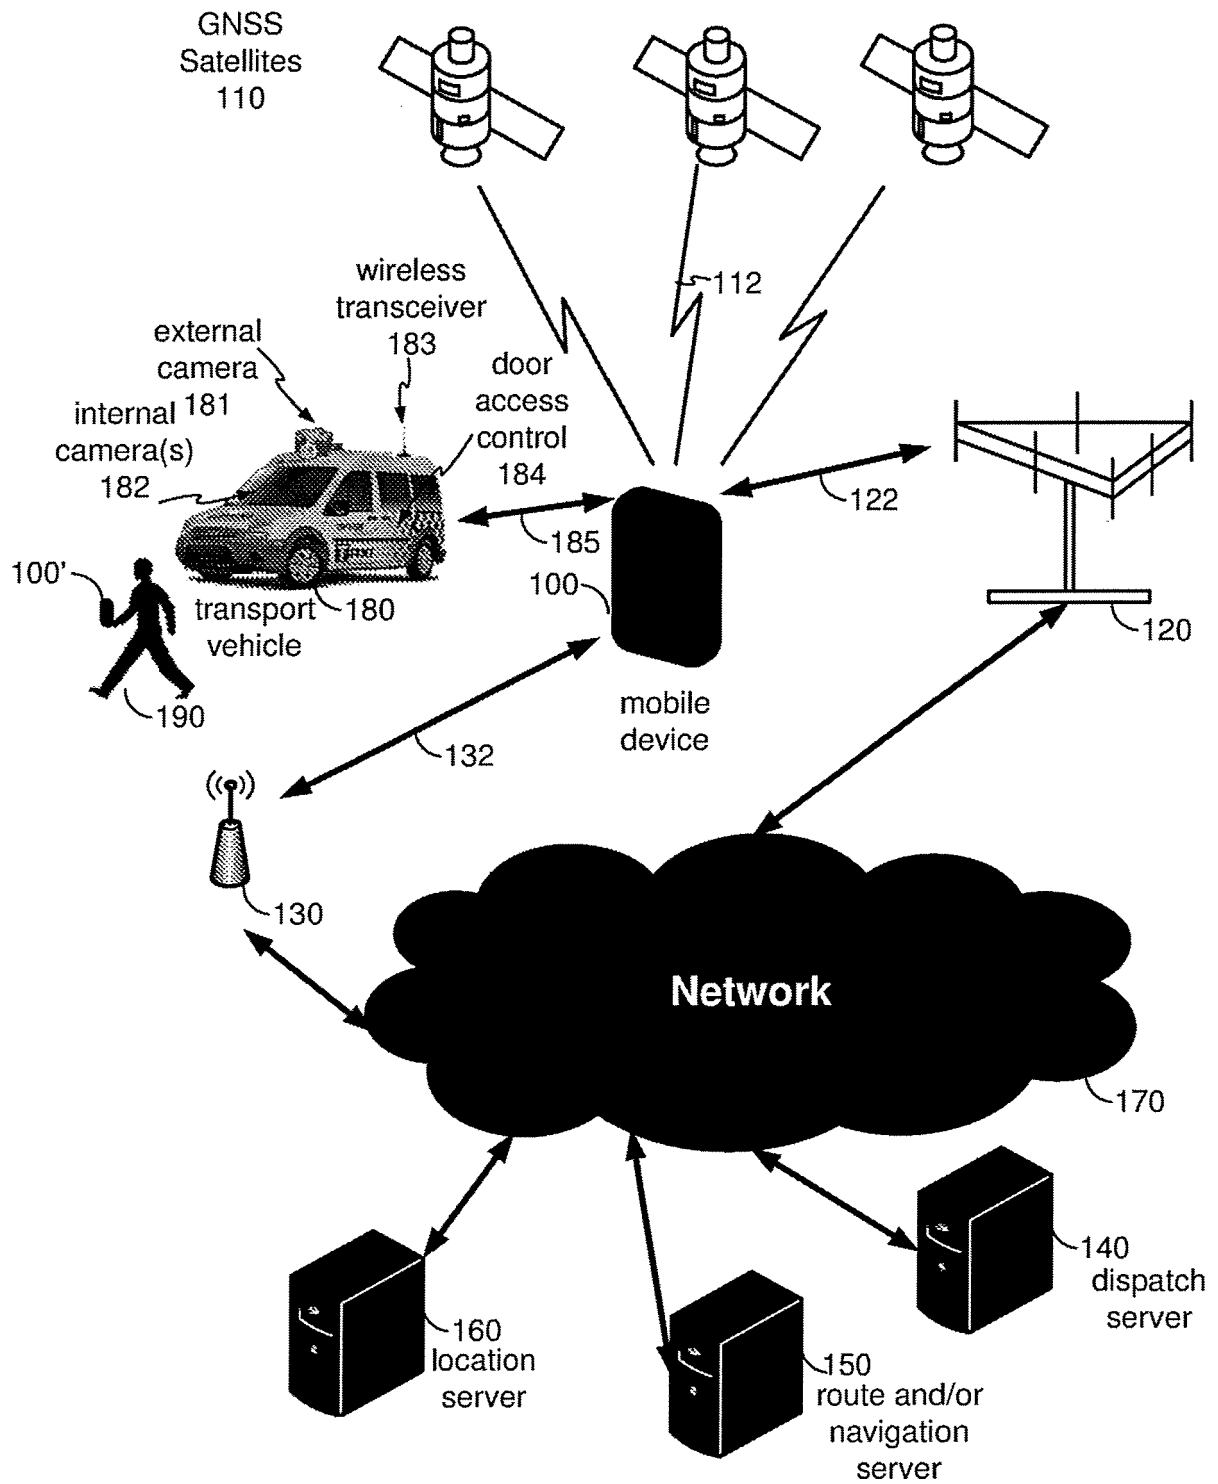 GNSS
Satellites
110
112
wireless
transceiver
183
external
camera
181
door
access
control
184
internal
camera(s)
182
122
185
100
100'
transport
vehicle
180
120
190
mobile
device
132
130
Network
170
140
dispatch
server
160
location
server
150
route and/or
navigation
server